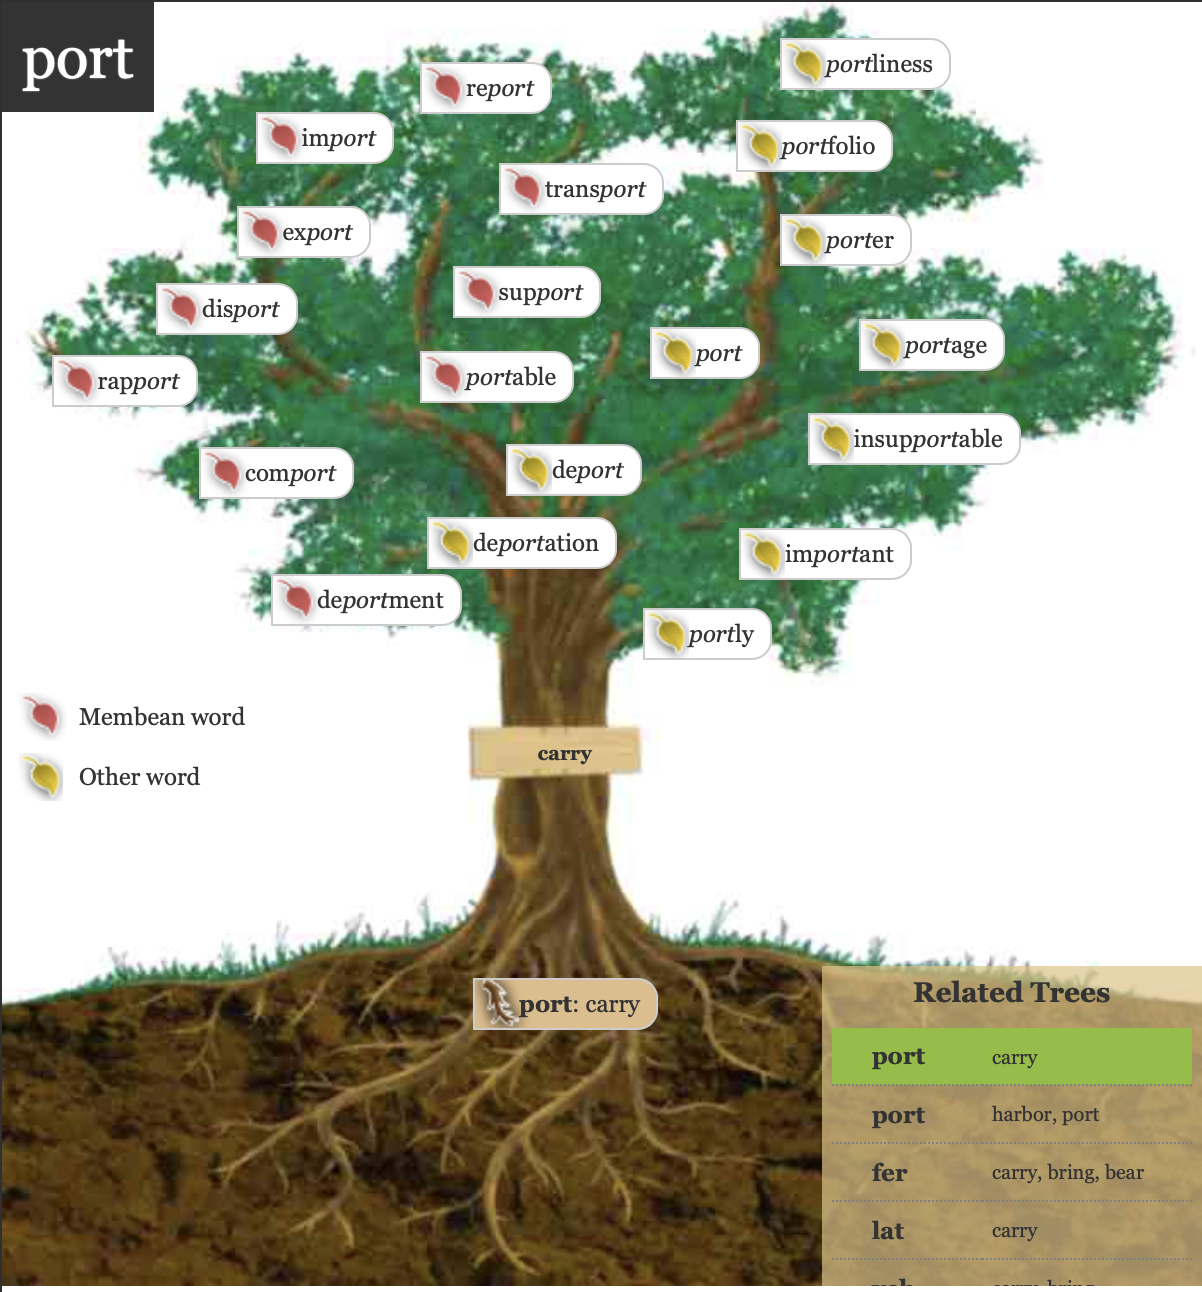 port
portliness
report
import
portfolio
transport
export
porter
support
disport
port
portage
rapport
portable
insupportable
comport
deport
deportation
important
deportment
portly
Membean word
Other word
carry
port: carry
Related Trees
port carry
port harbor, port
fer carry, bring, bear
lat carry